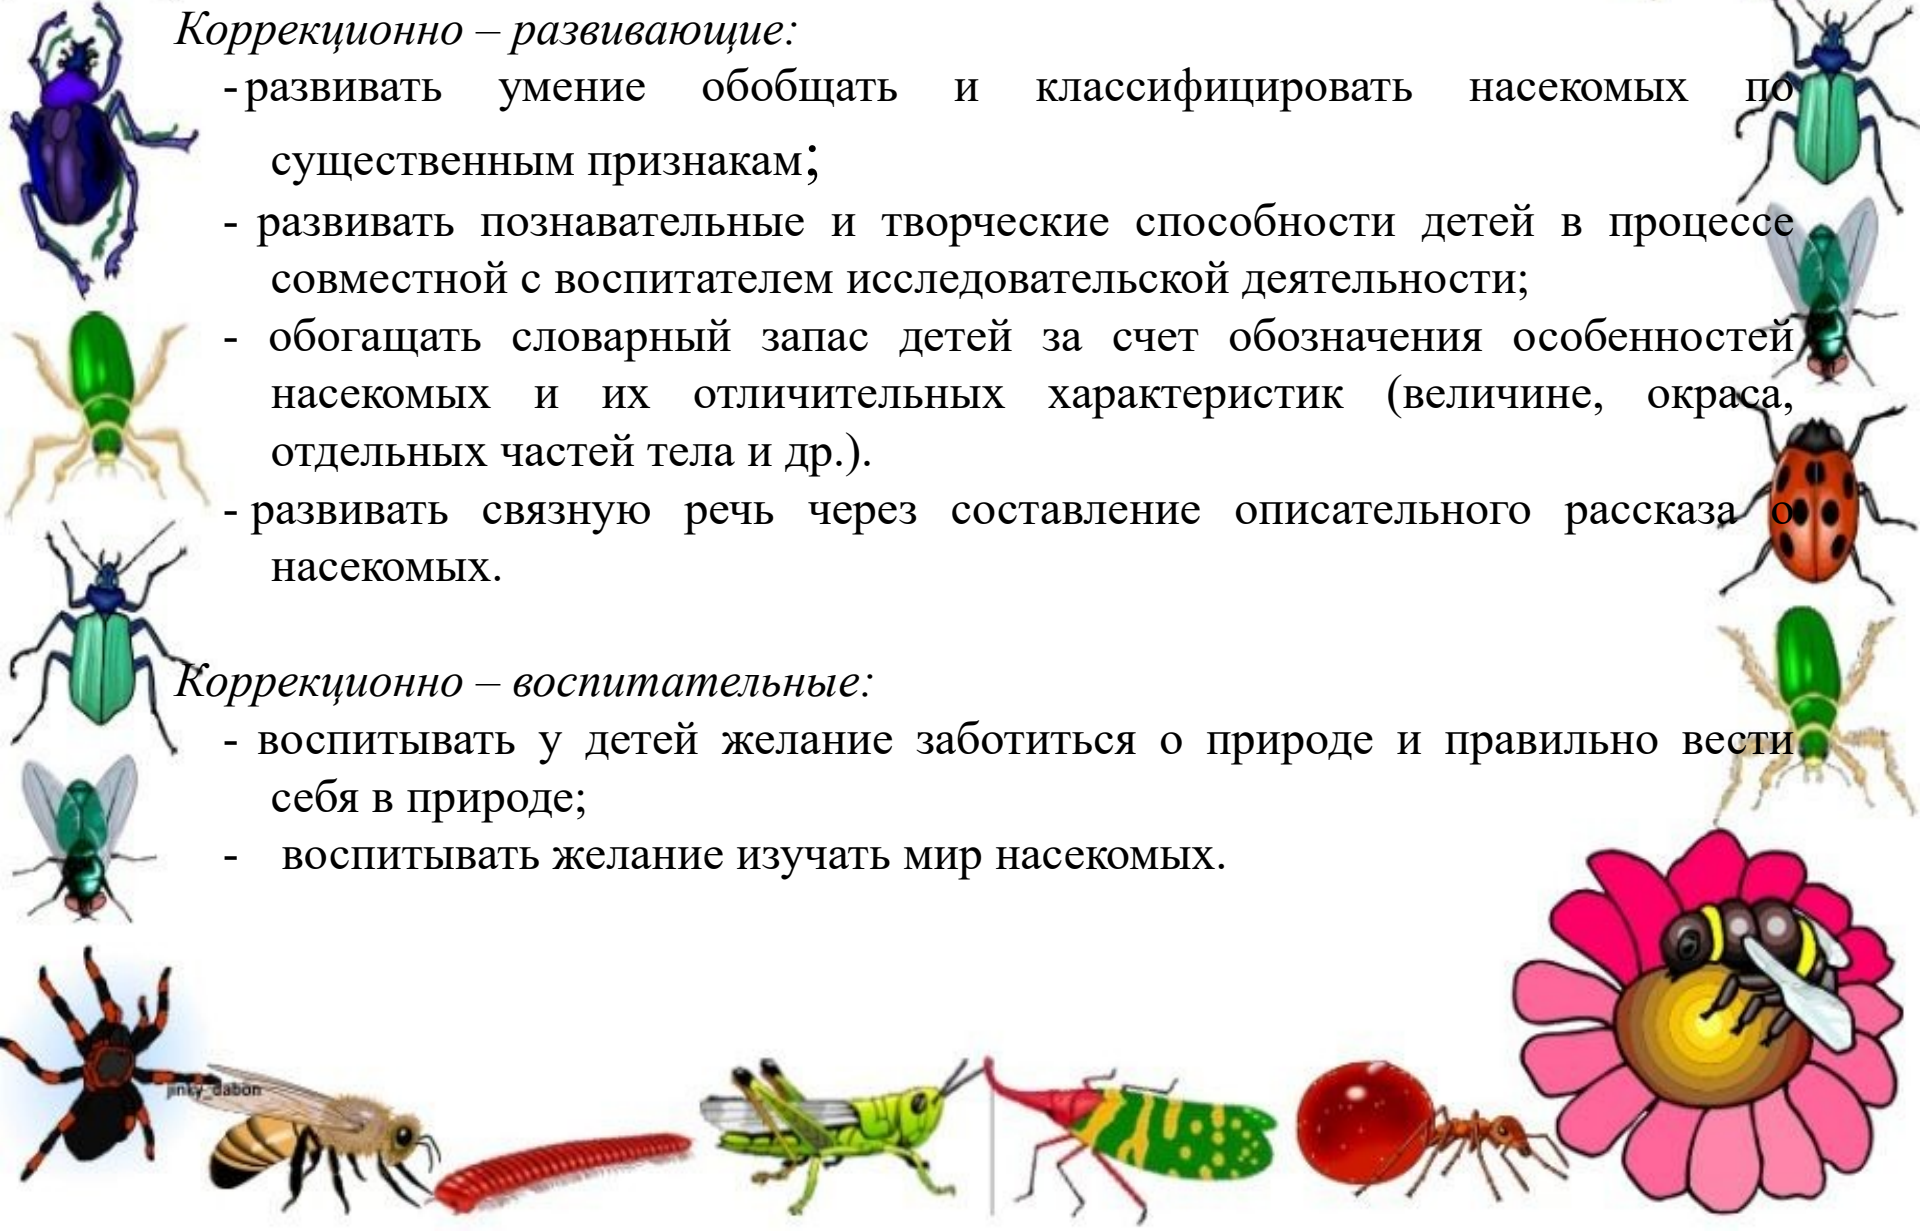 Коррекционно – развивающие:
- развивать умение обобщать и классифицировать насекомых по
существенным признакам;
- развивать познавательные и творческие способности детей в процессе
совместной с воспитателем исследовательской деятельности;
- обогащать словарный запас детей за счет обозначения особенностей
насекомых и их отличительных характеристик (величине, окраса,
отдельных частей тела и др.).
- развивать связную речь через составление описательного рассказа о
насекомых.
Коррекционно – воспитательные:
- воспитывать у детей желание заботиться о природе и правильно вести
себя в природе;
- воспитывать желание изучать мир насекомых.
jinky_dabon